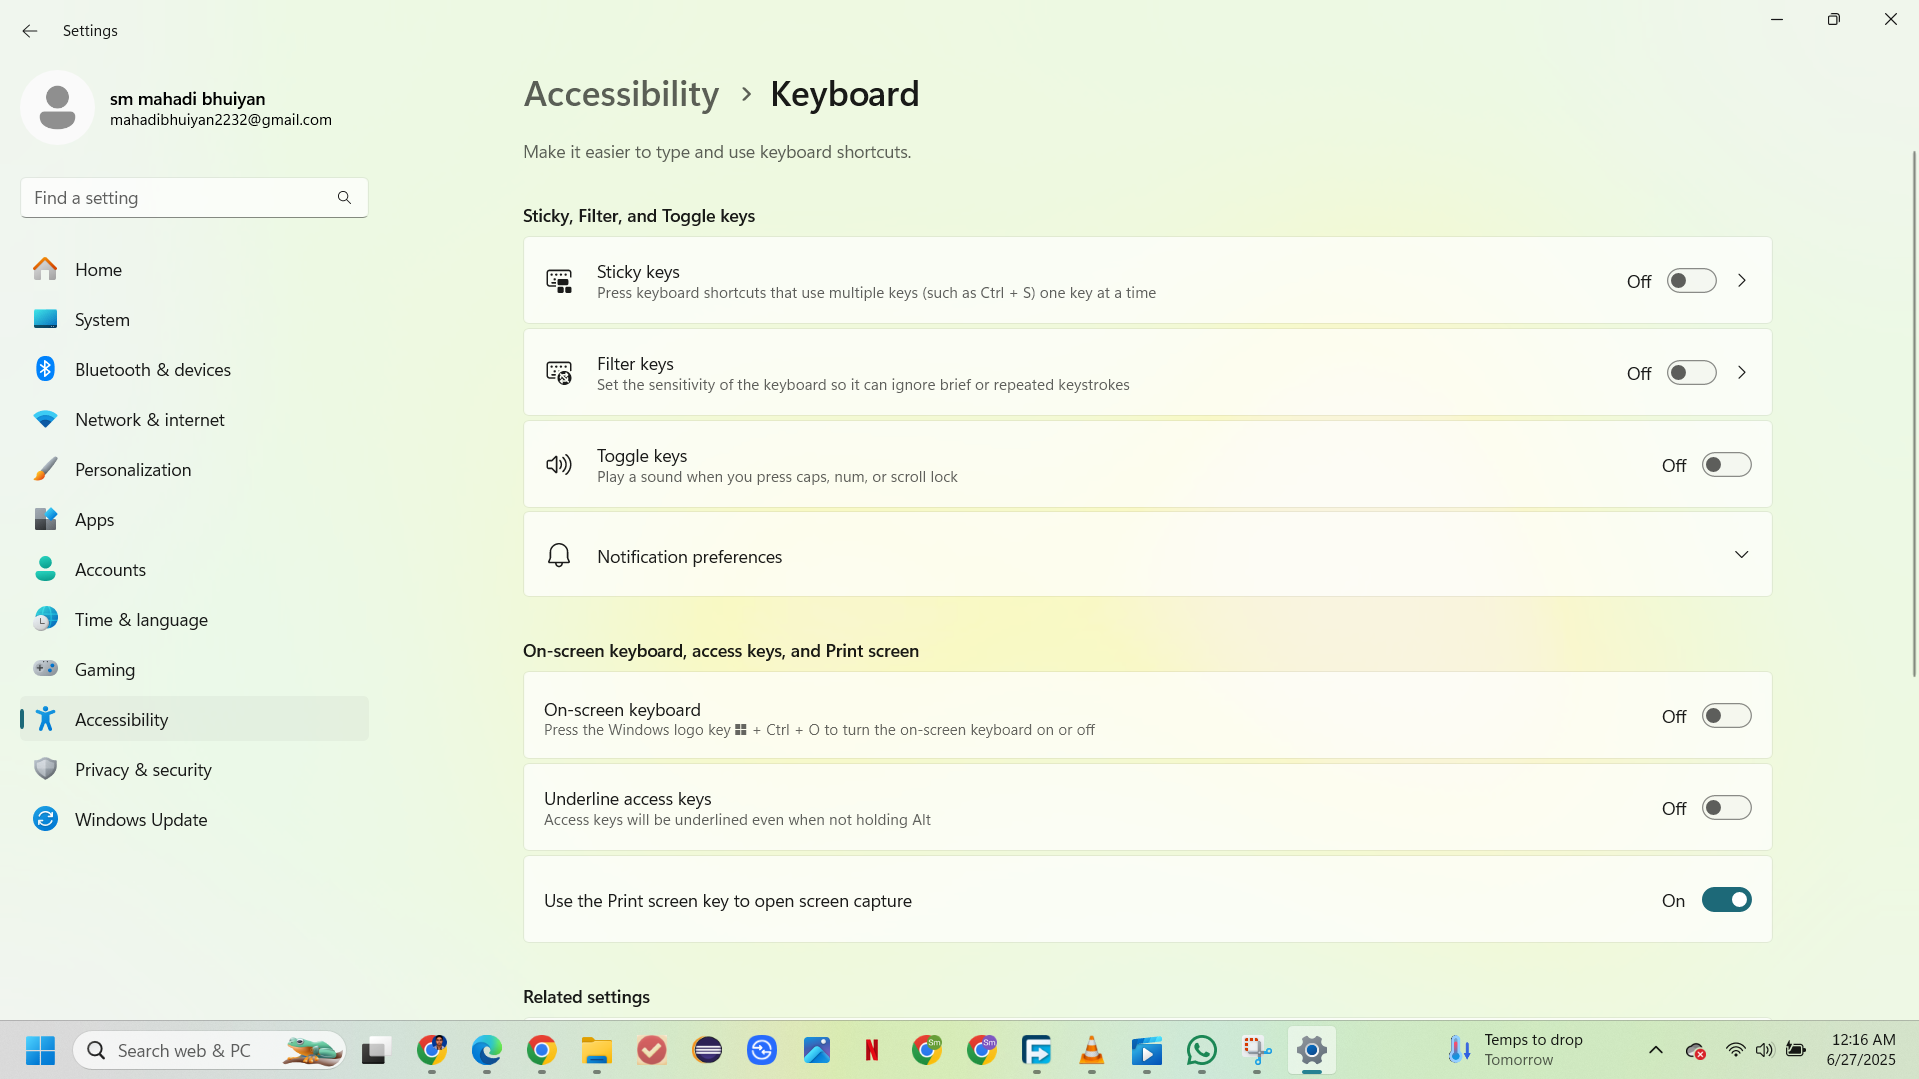 Settings
sm mahadi bhuiyan
mahadibhuiyan2232@gmail.com
Find a setting
Home
System
Bluetooth & devices
Network & internet
Personalization
Apps
Accounts
Time & language
Gaming
Accessibility
Privacy & security
Windows Update
Accessibility > Keyboard
Make it easier to type and use keyboard shortcuts.
Sticky, Filter, and Toggle keys
Sticky keys
Press keyboard shortcuts that use multiple keys (such as Ctrl + S) one key at a time
Off
Filter keys
Set the sensitivity of the keyboard so it can ignore brief or repeated keystrokes
Off
Toggle keys
Play a sound when you press caps, num, or scroll lock
Off
Notification preferences
On-screen keyboard, access keys, and Print screen
On-screen keyboard
Press the Windows logo key + Ctrl + O to turn the on-screen keyboard on or off
Off
Underline access keys
Access keys will be underlined even when not holding Alt
Off
Use the Print screen key to open screen capture
On
Related settings
Search web & PC
N
Sm
Sm
Temps to drop
Tomorrow
12:16 AM
6/27/2025